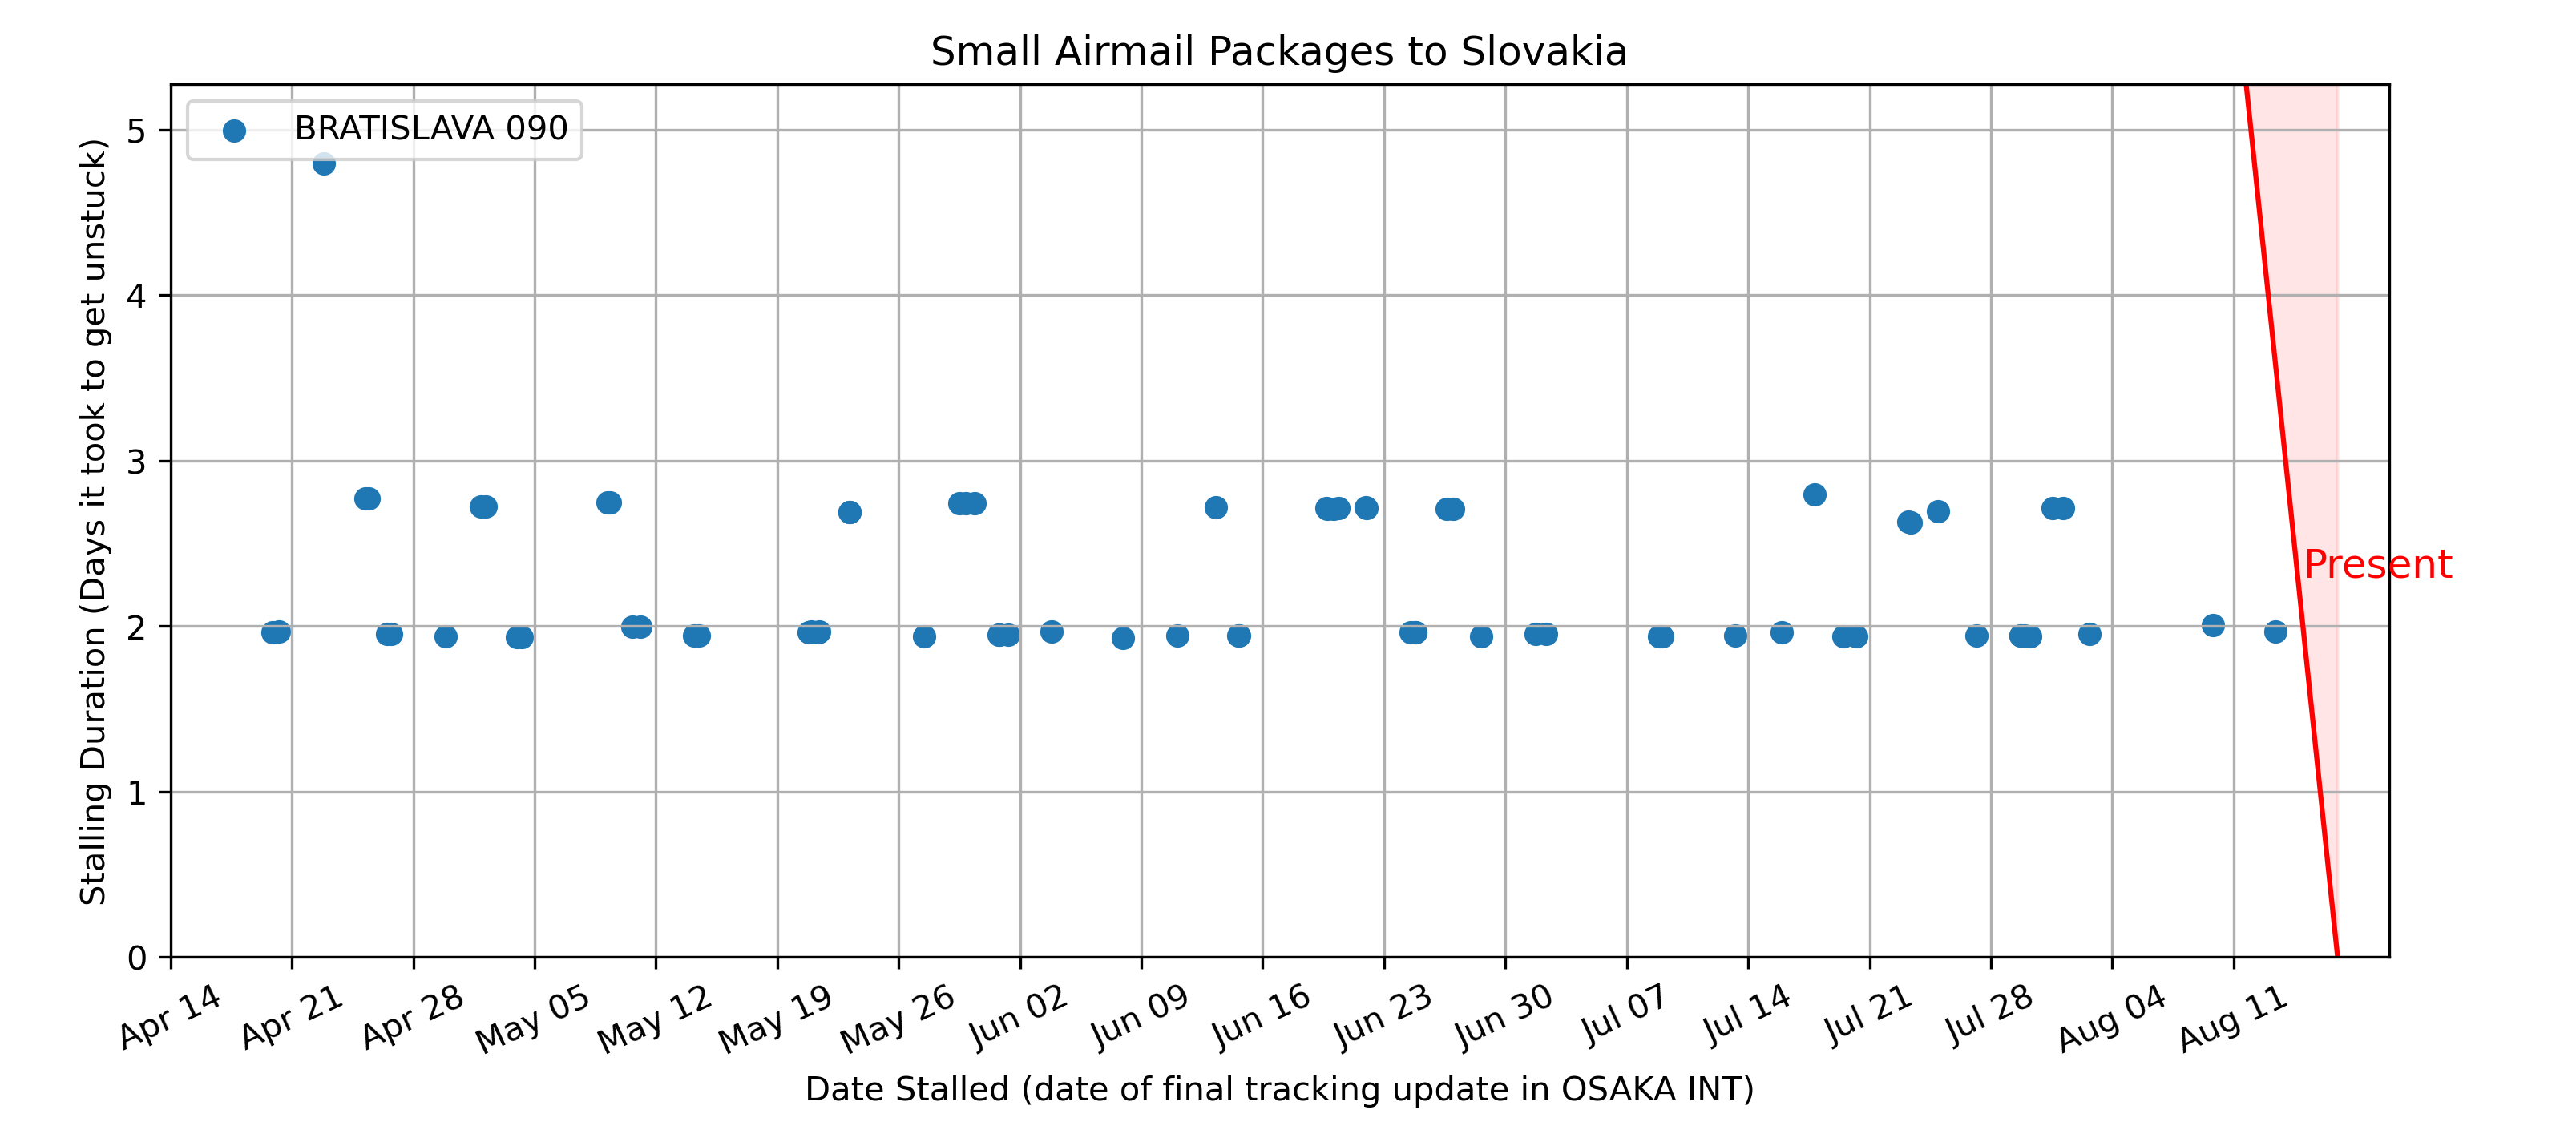 Small Airmail Packages to Slovakia
BRATISLAVA 090
Stalling Duration (Days it took to get unstuck)
5
4
3
2
1
0
Present
Apr 14
Apr 21
Apr 28
May 05
May 12
May 19
May 26
Jun 02
Jun 09
Jun 16
Jun 23
Jun 30
Jul 07
Jul 14
Jul 21
Jul 28
Aug 04
Aug 11
Date Stalled (date of final tracking update in OSAKA INT)